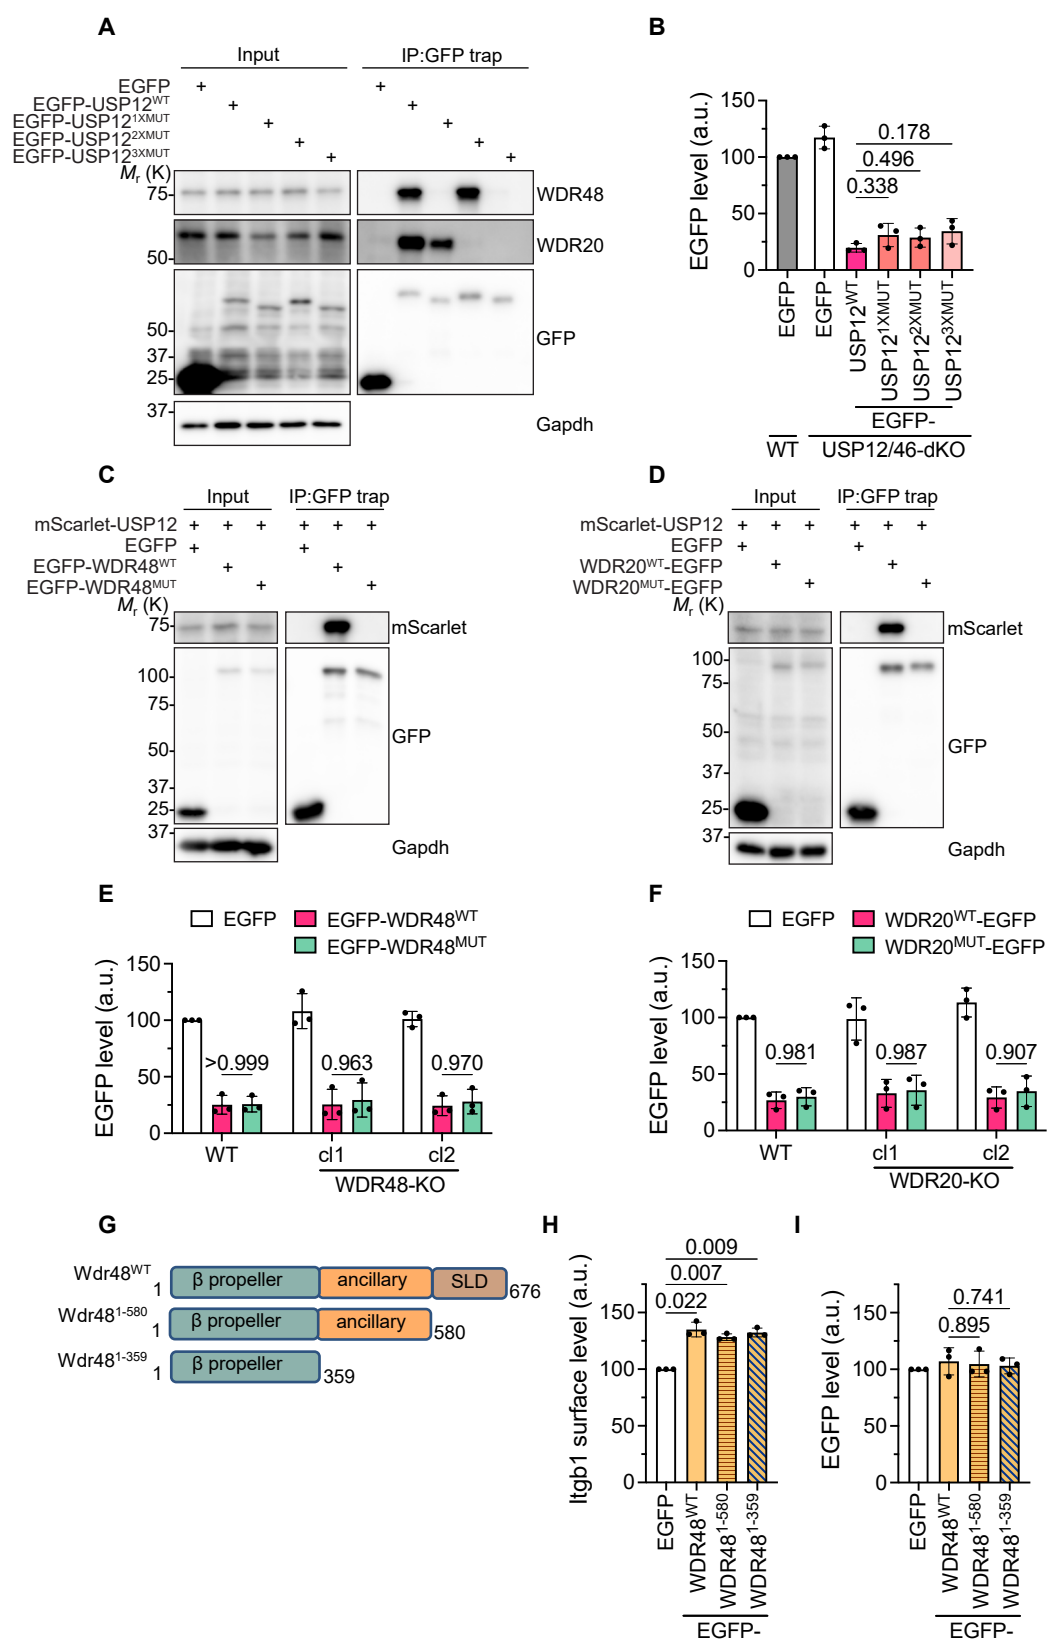 A
Input
IP:GFP trap
EGFP + +
EGFP-USP12WT + +
EGFP-USP121XMUT + +
EGFP-USP122XMUT + +
EGFP-USP123XMUT + +
Mr (K)
75
WDR48
50
WDR20
50
37
25
GFP
37
Gapdh
B
EGFP level (a.u.)
150
100
50
0
0.178
0.496
0.338
EGFP
EGFP
USP12WT
USP121XMUT
USP122XMUT
USP123XMUT
EGFP-
WT
USP12/46-dKO
C
Input
IP:GFP trap
mScarlet-USP12 + + + + + +
EGFP + +
EGFP-WDR48WT + +
EGFP-WDR48MUT + +
Mr (K)
75
mScarlet
100
75
50
37
25
GFP
37
Gapdh
D
Input
IP:GFP trap
mScarlet-USP12 + + + + + +
EGFP + +
WDR20WT-EGFP + +
WDR20MUT-EGFP + +
Mr (K)
mScarlet
100
75
50
37
25
GFP
37
Gapdh
E
EGFP
EGFP-WDR48WT
EGFP-WDR48MUT
EGFP level (a.u.)
150
100
50
0
>0.999
0.963
0.970
WT
cl1
cl2
WDR48-KO
F
EGFP
WDR20WT-EGFP
WDR20MUT-EGFP
EGFP level (a.u.)
150
100
50
0
0.981
0.987
0.907
WT
cl1
cl2
WDR20-KO
G
Wdr48WT
1
β propeller
ancillary
SLD
676
Wdr481-580
1
β propeller
ancillary
580
Wdr481-359
1
β propeller
359
H
Itgb1 surface level (a.u.)
150
100
50
0
0.009
0.007
0.022
EGFP
WDR48WT
WDR481-580
WDR481-359
EGFP-
I
EGFP level (a.u.)
150
100
50
0
0.741
0.895
EGFP
WDR48WT
WDR481-580
WDR481-359
EGFP-